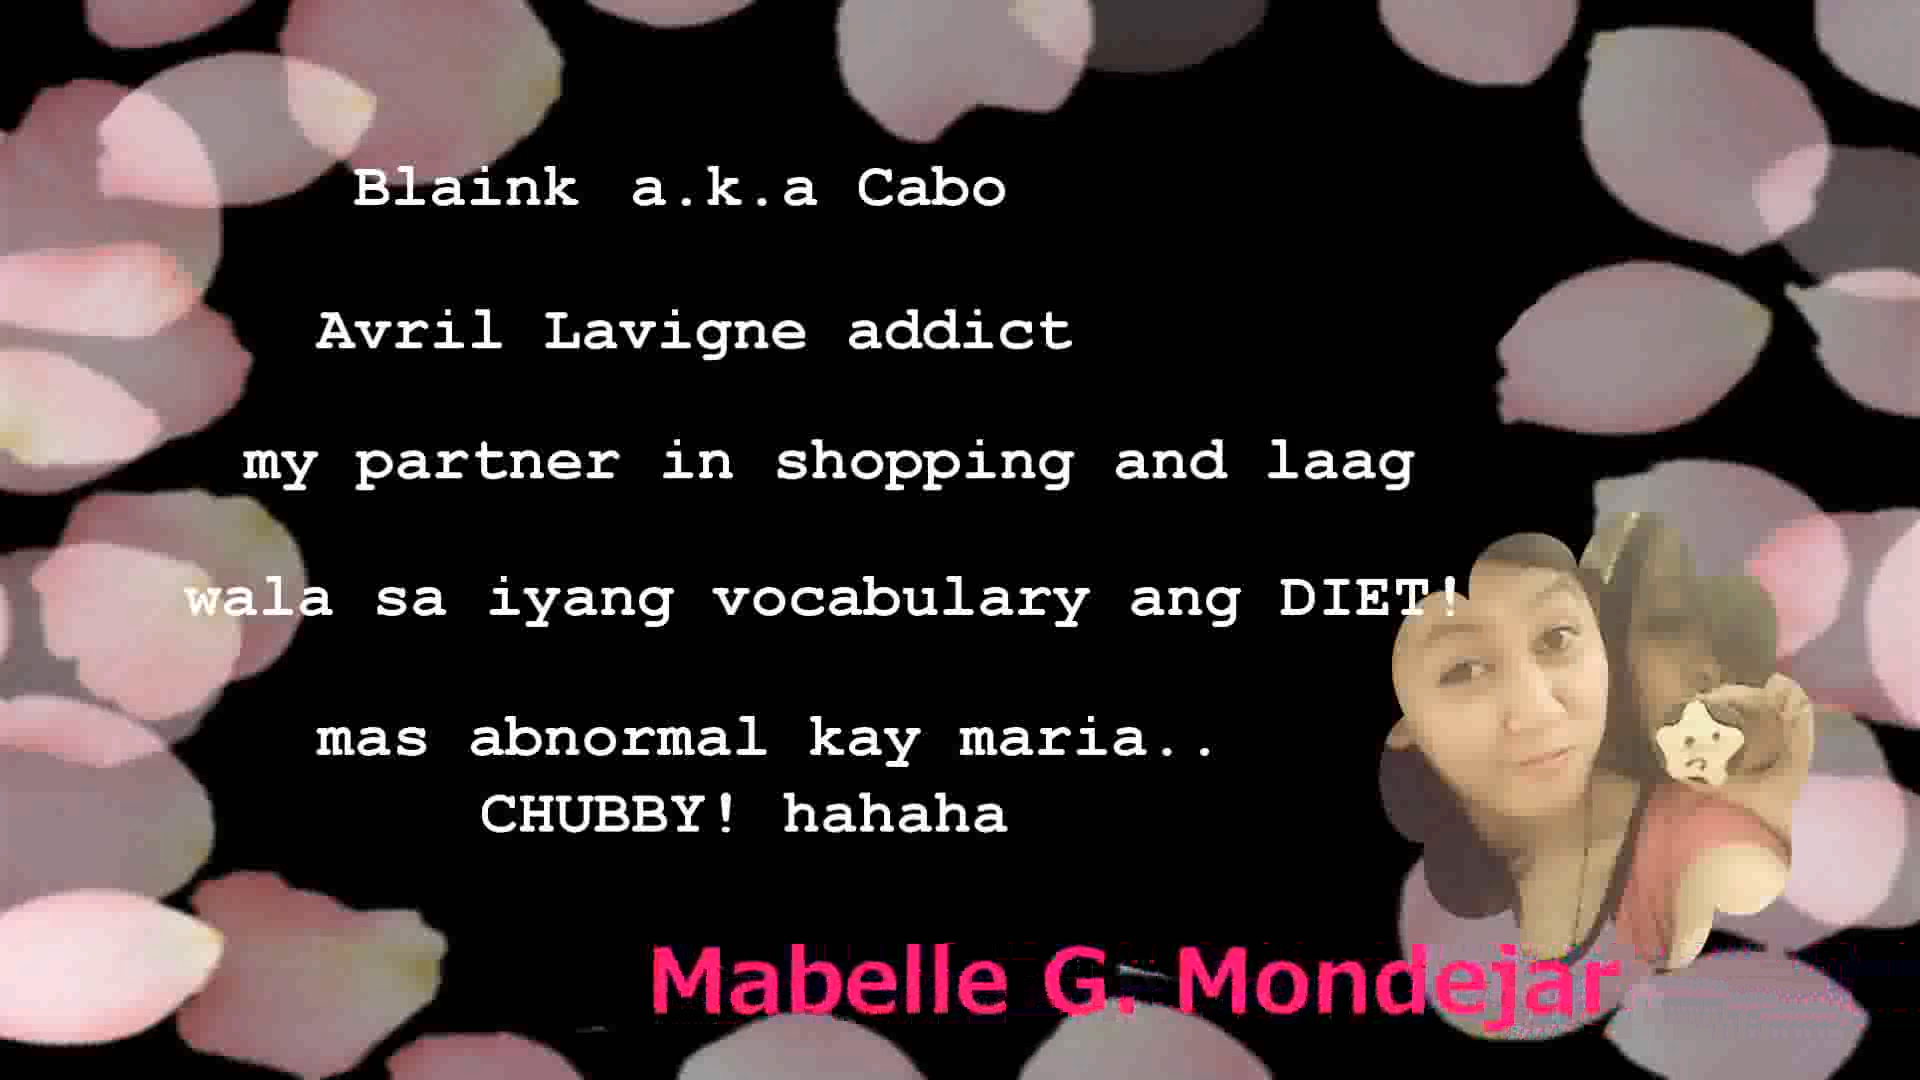 Blaink a.k.a Cabo
Avril Lavigne addict
my partner in shopping and laag
wala sa iyang vocabulary ang DIET!
mas abnormal kay maria..
CHUBBY! hahaha
Mabelle G. Mondejar